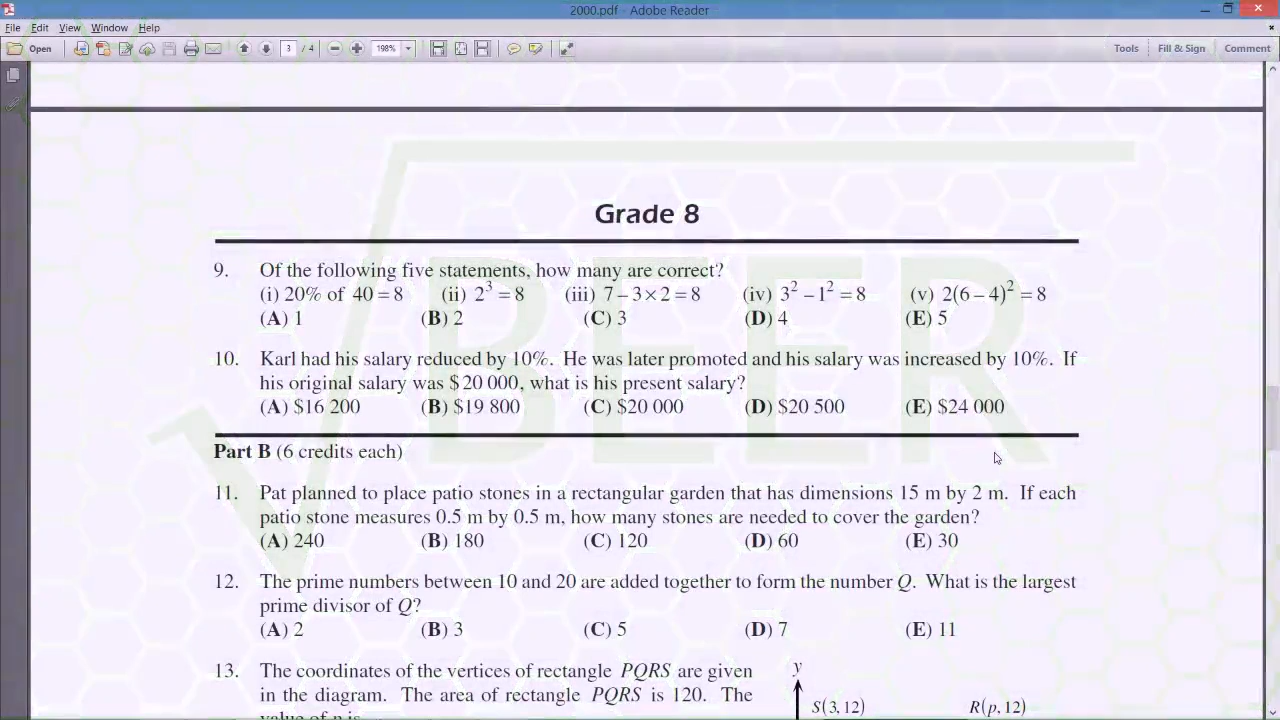 2000.pdf - Adobe Reader
File Edit View Window Help
Open 3 / 4 198% Tools Fill & Sign Comment
Grade 8
9. Of the following five statements, how many are correct?
(i) 20% of 40 = 8 (ii) 2³ = 8 (iii) 7 – 3 × 2 = 8 (iv) 3² – 1² = 8 (v) 2(6 – 4)² = 8
(A) 1 (B) 2 (C) 3 (D) 4 (E) 5
10. Karl had his salary reduced by 10%. He was later promoted and his salary was increased by 10%. If
his original salary was $20 000, what is his present salary?
(A) $16 200 (B) $19 800 (C) $20 000 (D) $20 500 (E) $24 000
Part B (6 credits each)
11. Pat planned to place patio stones in a rectangular garden that has dimensions 15 m by 2 m. If each
patio stone measures 0.5 m by 0.5 m, how many stones are needed to cover the garden?
(A) 240 (B) 180 (C) 120 (D) 60 (E) 30
12. The prime numbers between 10 and 20 are added together to form the number Q. What is the largest
prime divisor of Q?
(A) 2 (B) 3 (C) 5 (D) 7 (E) 11
13. The coordinates of the vertices of rectangle PQRS are given
in the diagram. The area of rectangle PQRS is 120. The
value of p is
y
S(3, 12) R(p, 12)
BEER